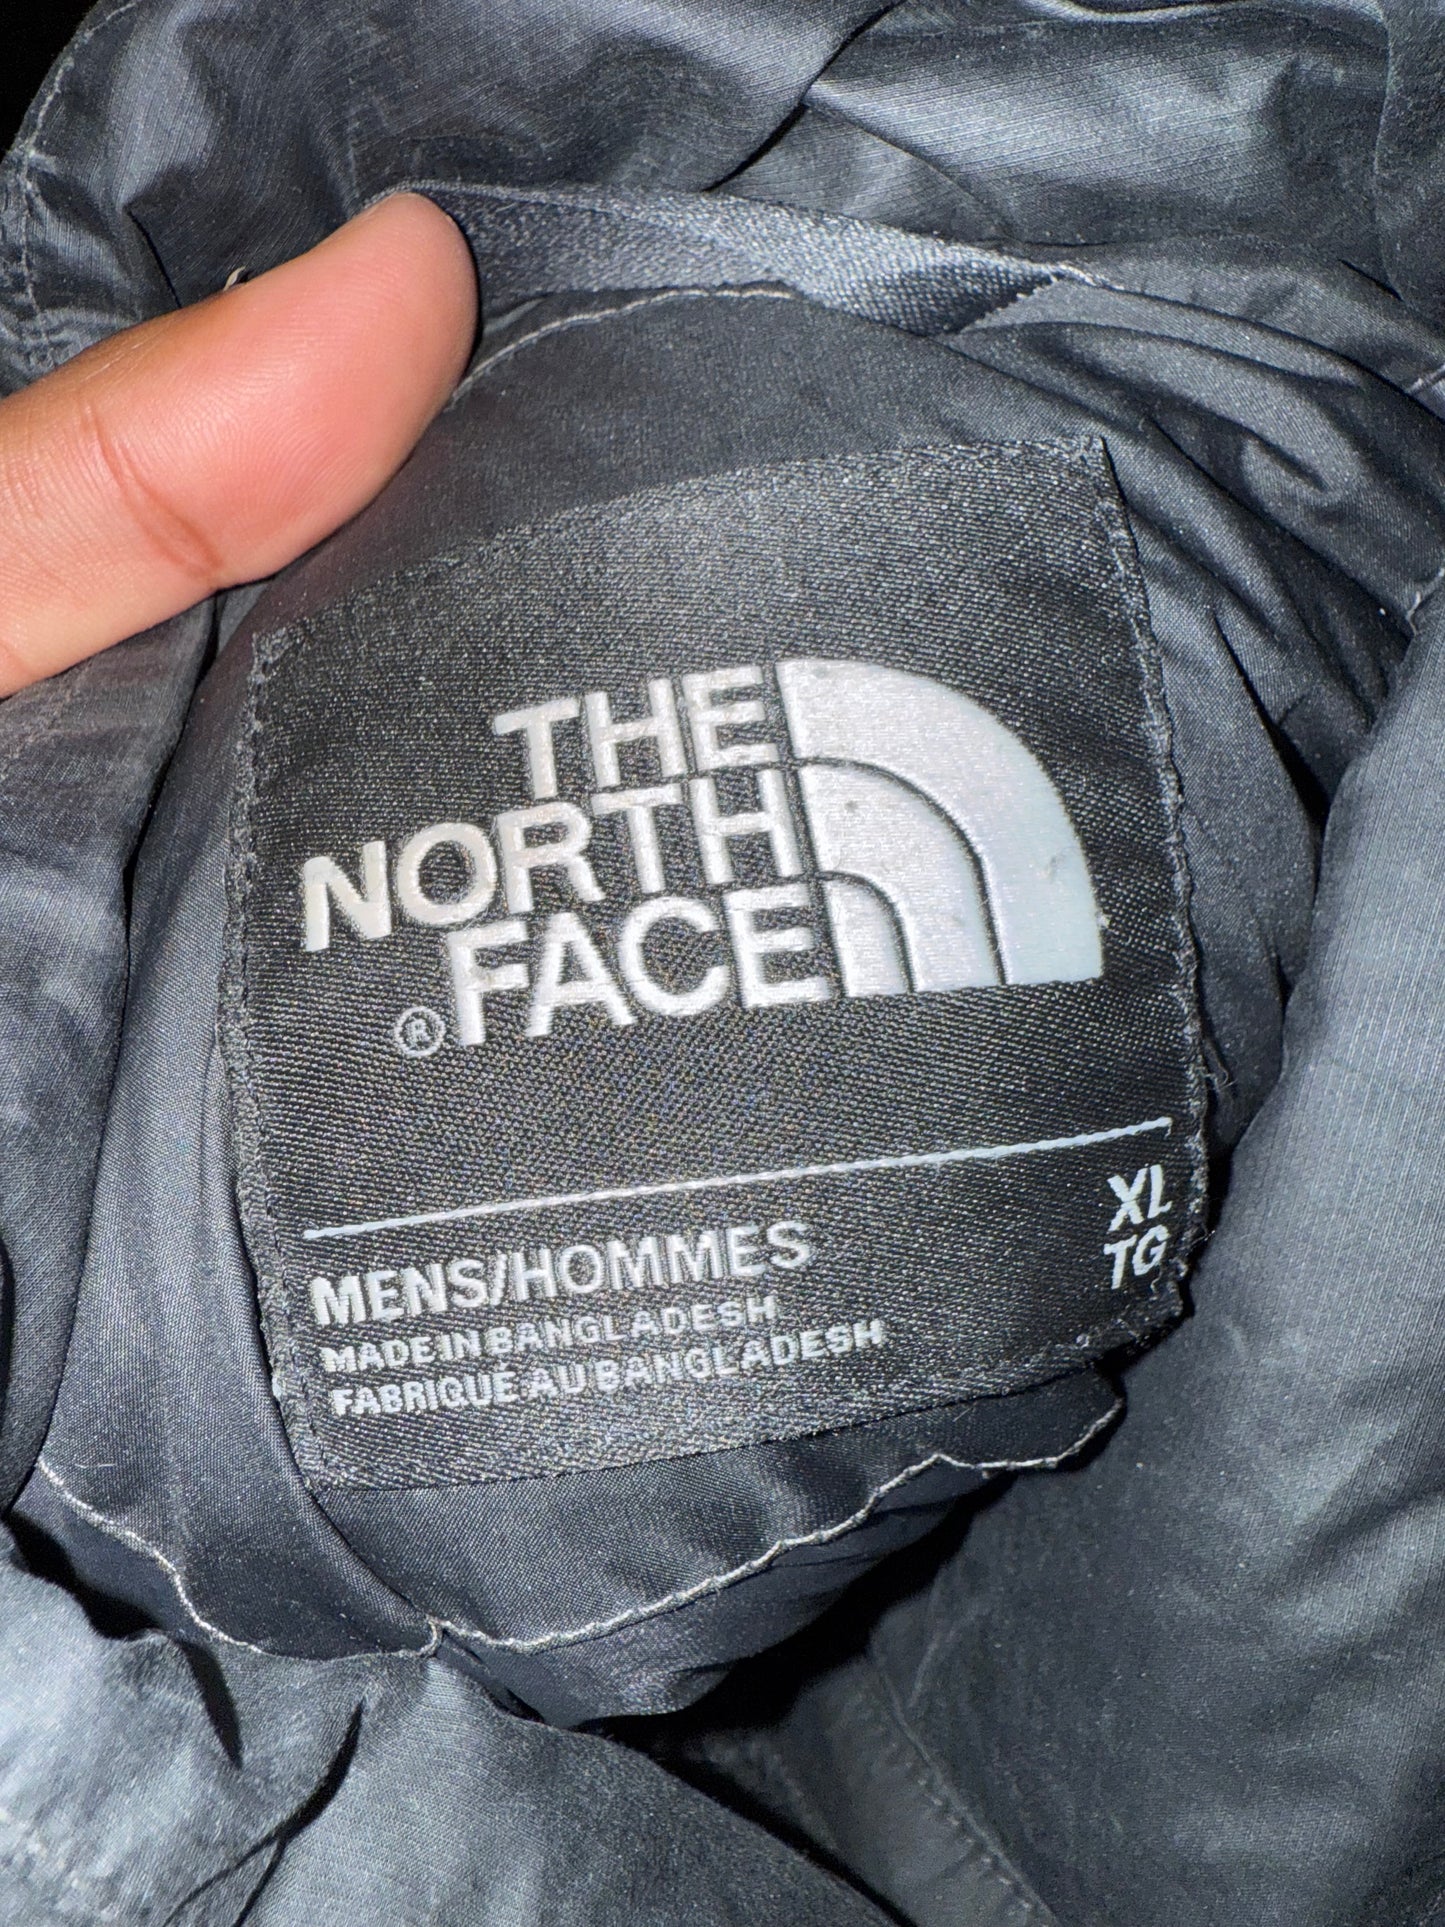 THE
NORTH
FACE
®
MENS/HOMMES
XL
TG
MADE IN BANGLADESH
FABRIQUÉ AU BANGLADESH